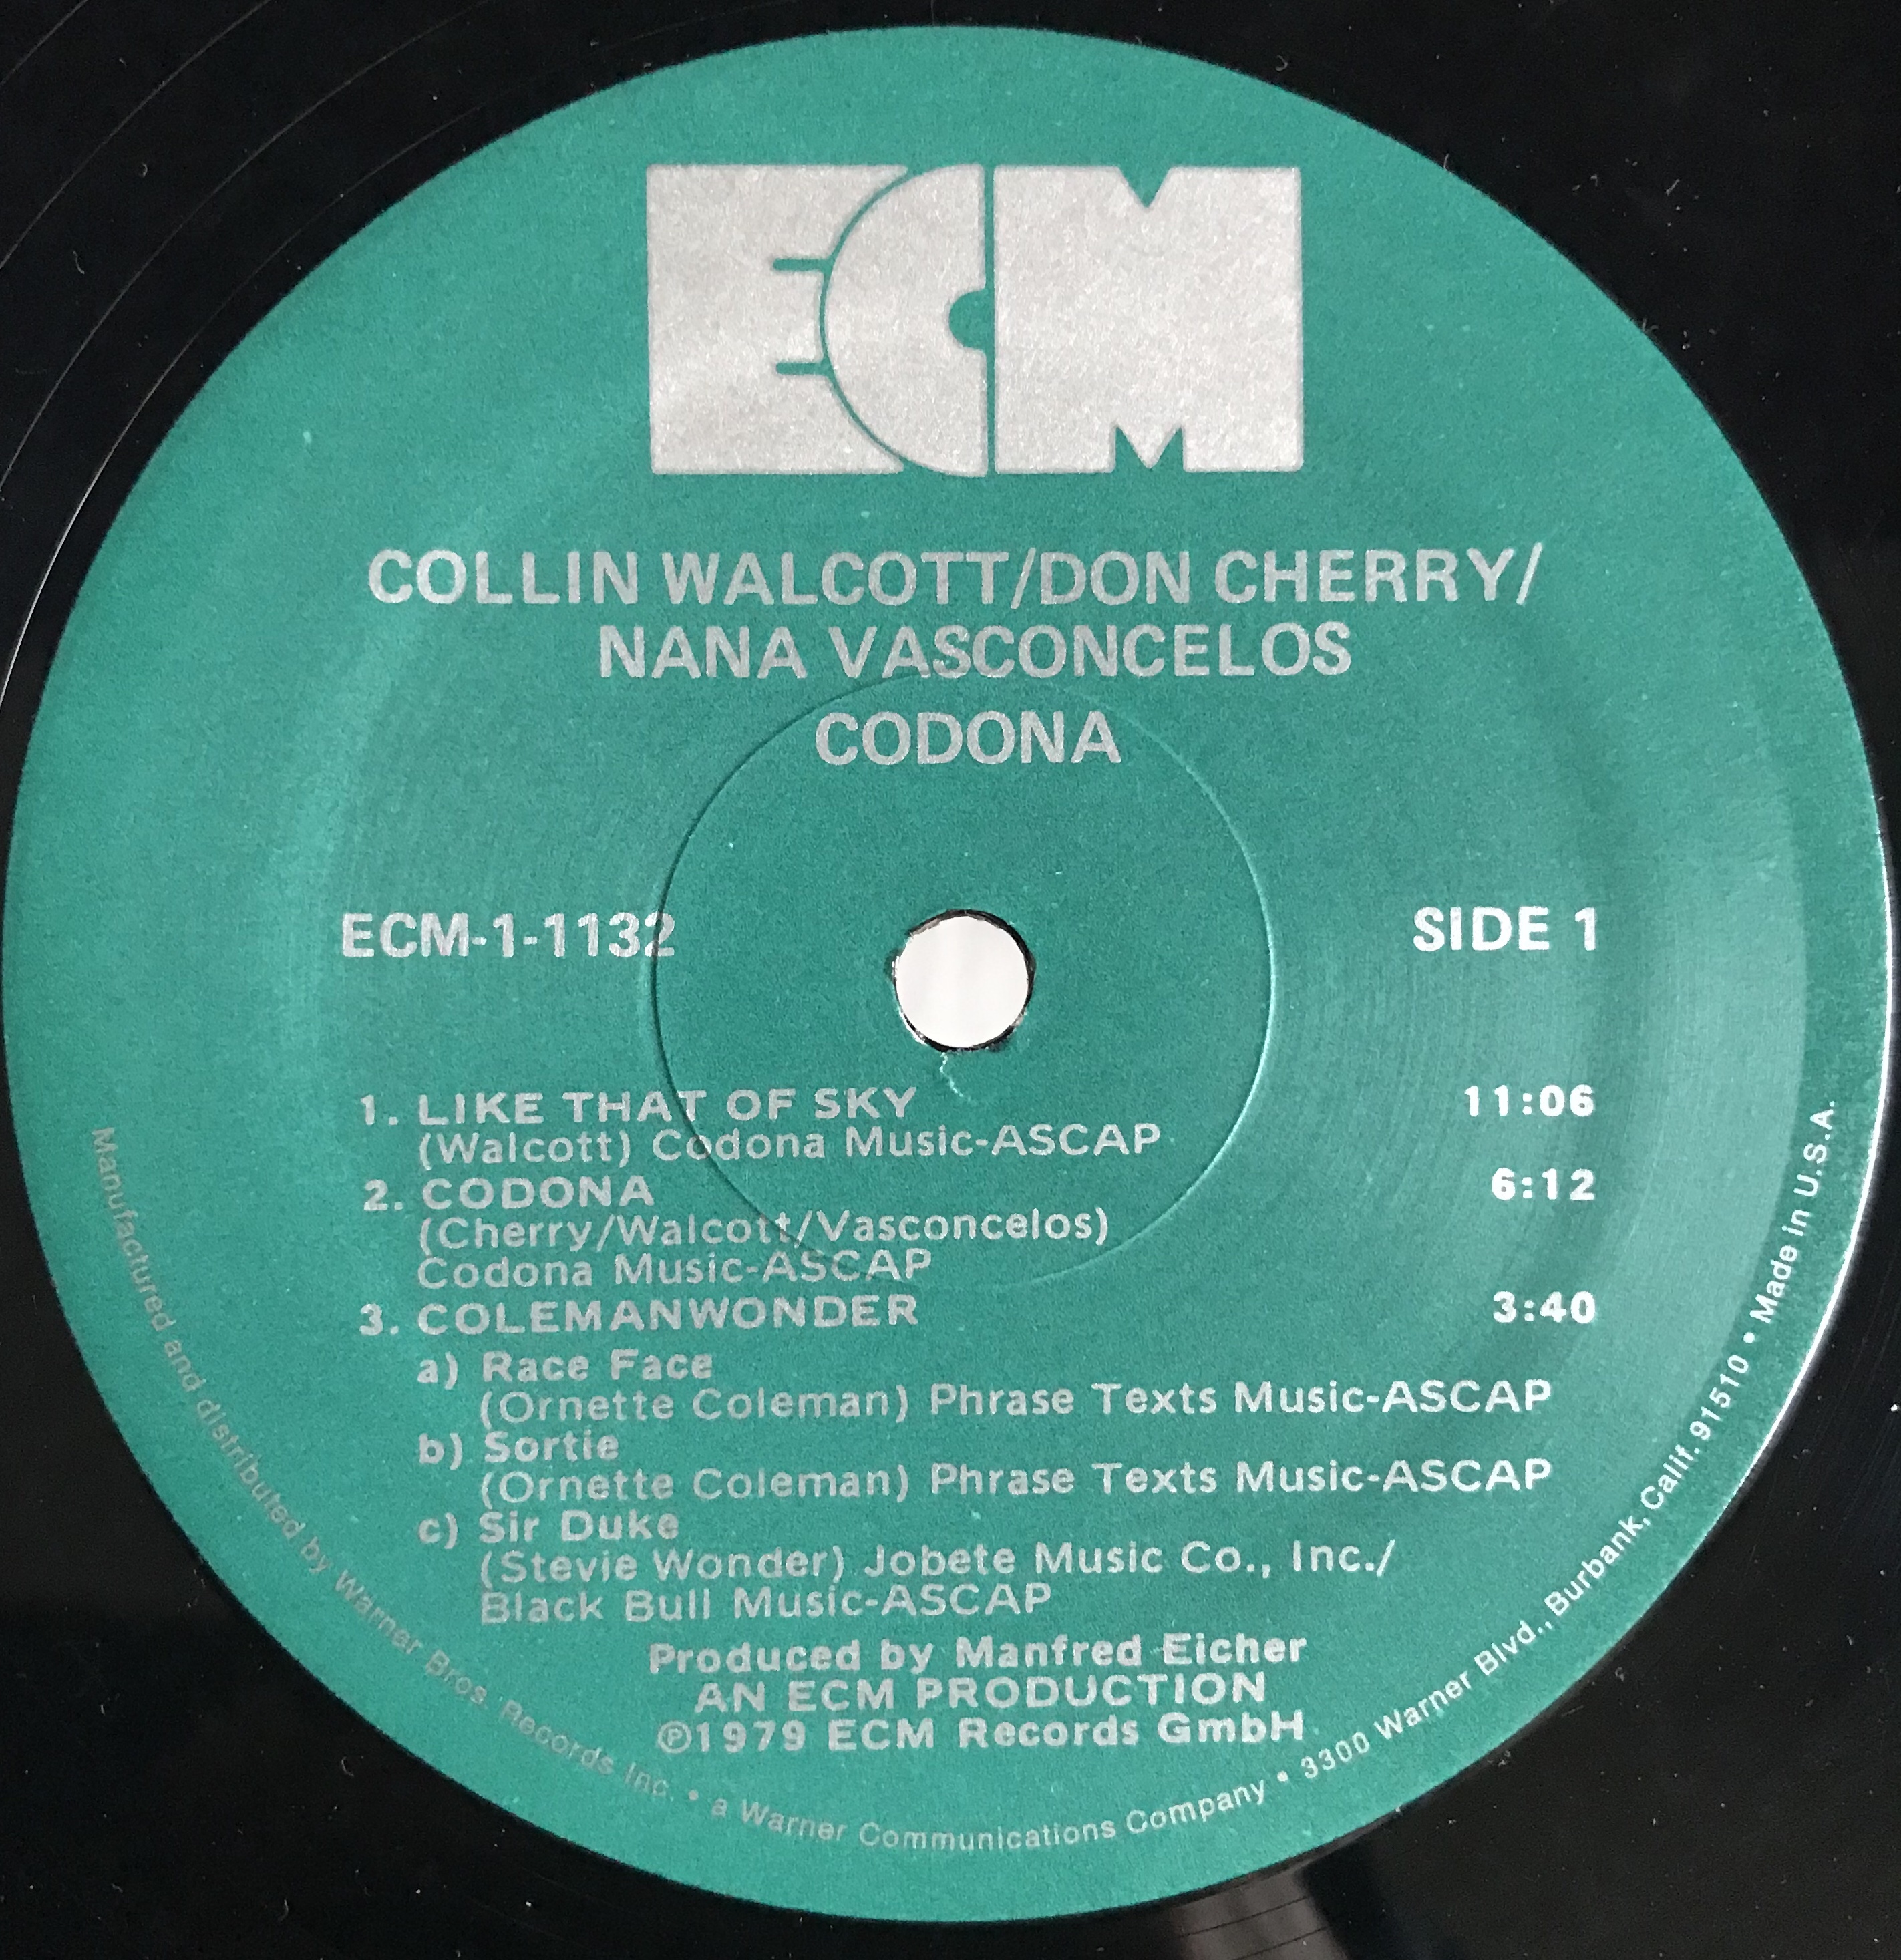 ECM
COLLIN WALCOTT/DON CHERRY/
NANA VASCONCELOS
CODONA
ECM-1-1132
SIDE 1
1. LIKE THAT OF SKY 11:06
(Walcott) Codona Music-ASCAP
2. CODONA 6:12
(Cherry/Walcott/Vasconcelos)
Codona Music-ASCAP
3. COLEMANWONDER 3:40
a) Race Face
(Ornette Coleman) Phrase Texts Music-ASCAP
b) Sortie
(Ornette Coleman) Phrase Texts Music-ASCAP
c) Sir Duke
(Stevie Wonder) Jobete Music Co., Inc./
Black Bull Music-ASCAP
Produced by Manfred Eicher
AN ECM PRODUCTION
℗1979 ECM Records GmbH
Manufactured and distributed by Warner Bros. Records Inc. • a Warner Communications Company • 3300 Warner Blvd., Burbank, Calif. 91510 • Made in U.S.A.